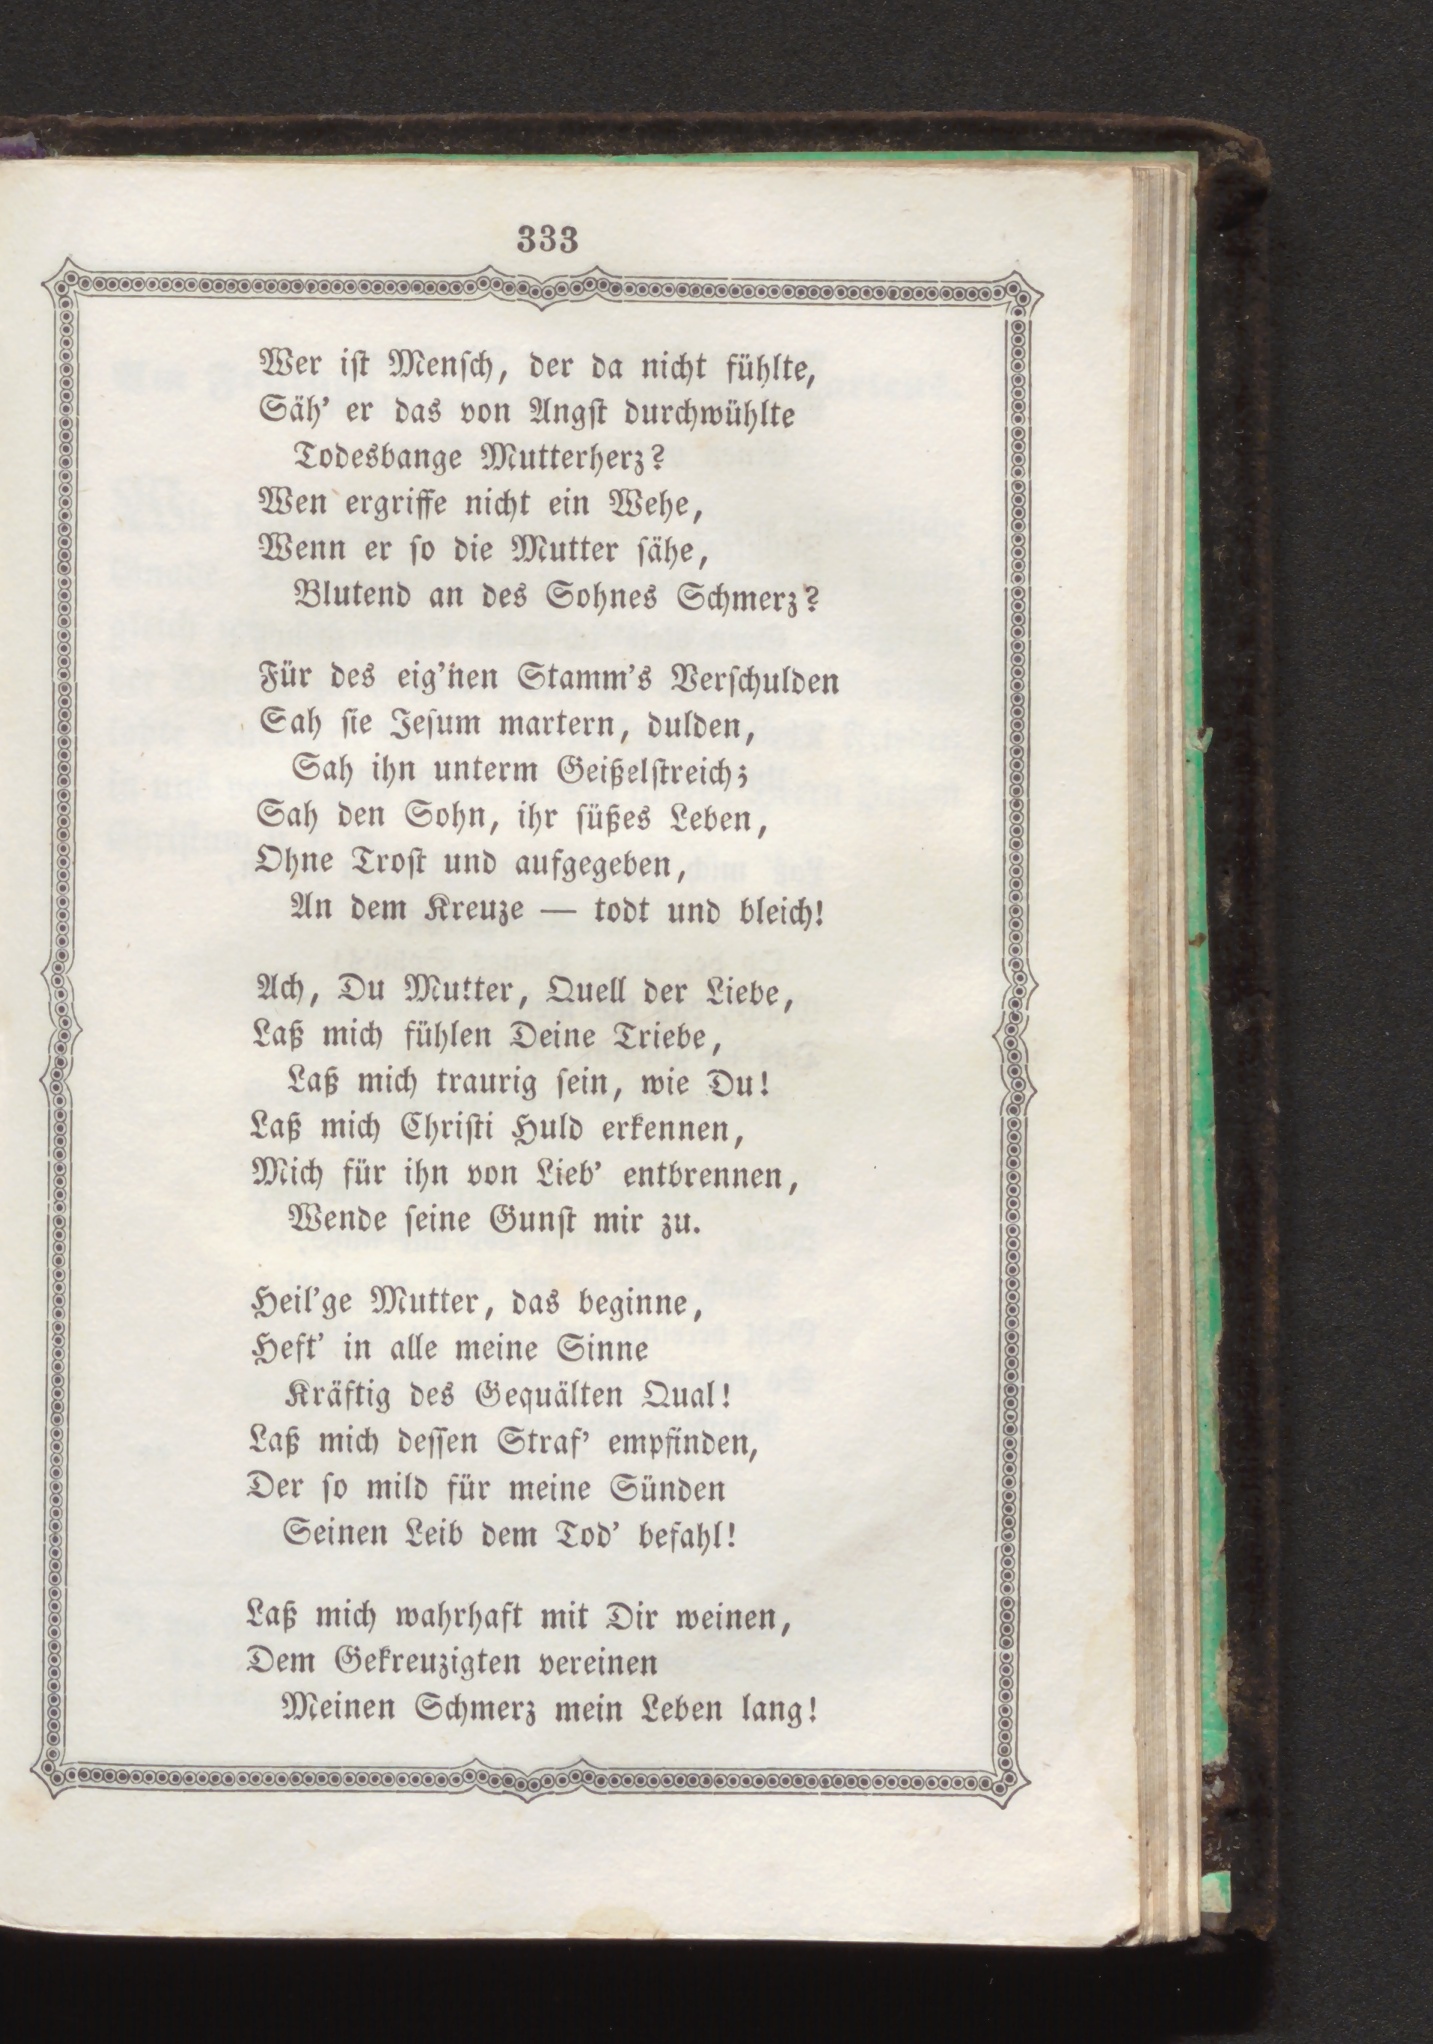 333
Wer iſt Menſch, der da nicht fühlte,
Säh’ er das von Angſt durchwühlte
Todesbange Mutterherz?
Wen ergriffe nicht ein Wehe,
Wenn er ſo die Mutter ſähe,
Blutend an des Sohnes Schmerz?
Für des eig’nen Stamm’s Verſchulden
Sah ſie Jeſum martern, dulden,
Sah ihn unterm Geißelſtreich;
Sah den Sohn, ihr ſüßes Leben,
Ohne Troſt und aufgegeben,
An dem Kreuze — todt und bleich!
Ach, Du Mutter, Quell der Liebe,
Laß mich fühlen Deine Triebe,
Laß mich traurig ſein, wie Du!
Laß mich Chriſti Huld erkennen,
Mich für ihn von Lieb’ entbrennen,
Wende ſeine Gunſt mir zu.
Heil’ge Mutter, das beginne,
Heft’ in alle meine Sinne
Kräftig des Gequälten Qual!
Laß mich deſſen Straf’ empfinden,
Der ſo mild für meine Sünden
Seinen Leib dem Tod’ befahl!
Laß mich wahrhaft mit Dir weinen,
Dem Gekreuzigten vereinen
Meinen Schmerz mein Leben lang!